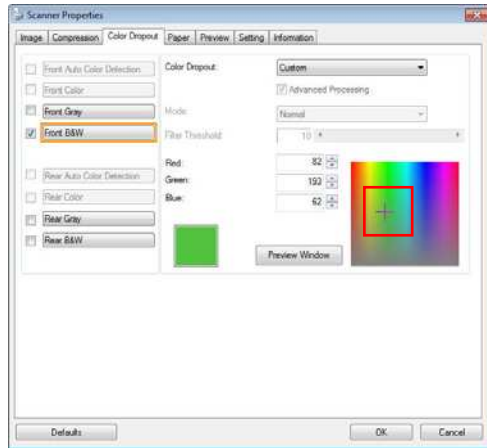 Scanner Properties
Image Compression Color Dropout Paper Preview Setting Information
Front Auto Color Detection
Front Color
Front Gray
Front B&W
Rear Auto Color Detection
Rear Color
Rear Gray
Rear B&W
Color Dropout: Custom
Advanced Processing
Mode: Normal
Filter Threshold: 10
Red: 82
Green: 193
Blue: 62
Preview Window
Defaults OK Cancel